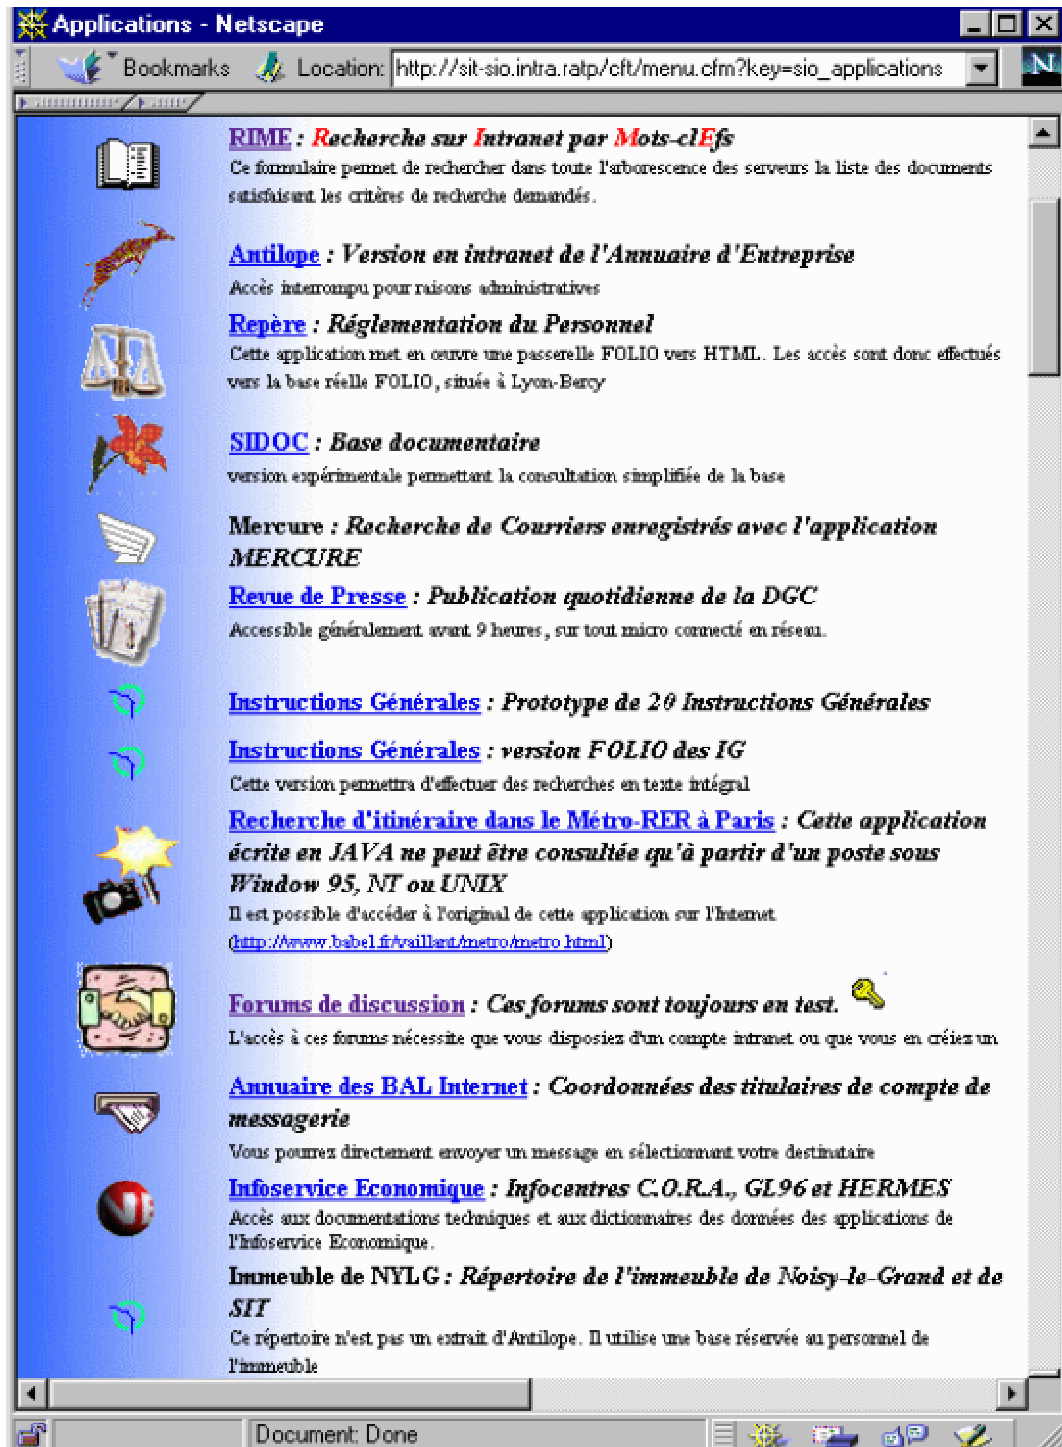 Applications - Netscape
Bookmarks Location: http://sit-sio.intra.ratp/cft/menu.cfm?key=sio_applications
N
RIME : Recherche sur Intranet par Mots-clEfs
Ce formulaire permet de rechercher dans toute l'arborescence des serveurs la liste des documents
satisfaisant les critères de recherche demandés.
Antilope : Version en intranet de l'Annuaire d'Entreprise
Accès interrompu pour raisons administratives
Repère : Réglementation du Personnel
Cette application met en œuvre une passerelle FOLIO vers HTML. Les accès sont donc effectués
vers la base réelle FOLIO, située à Lyon-Bercy
SIDOC : Base documentaire
version expérimentale permettant la consultation simplifiée de la base
Mercure : Recherche de Courriers enregistrés avec l'application
MERCURE
Revue de Presse : Publication quotidienne de la DGC
Accessible généralement avant 9 heures, sur tout micro connecté en réseau.
Instructions Générales : Prototype de 20 Instructions Générales
Instructions Générales : version FOLIO des IG
Cette version permettra d'effectuer des recherches en texte intégral
Recherche d'itinéraire dans le Métro-RER à Paris : Cette application
écrite en JAVA ne peut être consultée qu'à partir d'un poste sous
Window 95, NT ou UNIX
Il est possible d'accéder à l'original de cette application sur l'Internet
(http://www.babel.fr/vaillant/metro/metro.html)
Forums de discussion : Ces forums sont toujours en test.
L'accès à ces forums nécessite que vous disposiez d'un compte intranet ou que vous en créiez un
Annuaire des BAL Internet : Coordonnées des titulaires de compte de
messagerie
Vous pourrez directement envoyer un message en sélectionnant votre destinataire
Infoservice Economique : Infocentres C.O.R.A., GL96 et HERMES
Accès aux documentations techniques et aux dictionnaires des données des applications de
l'Infoservice Economique.
Immeuble de NYLG : Répertoire de l'immeuble de Noisy-le-Grand et de
SIT
Ce répertoire n'est pas un extrait d'Antilope. Il utilise une base réservée au personnel de
l'immeuble
Document: Done